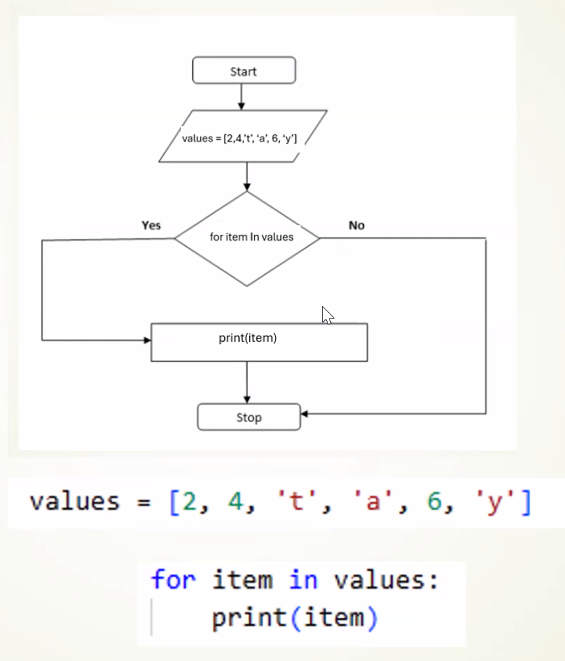 Start
values = [2,4,'t', 'a', 6, 'y']
Yes
No
for item In values
print(item)
Stop
values = [2, 4, 't', 'a', 6, 'y']
for item in values:
print(item)